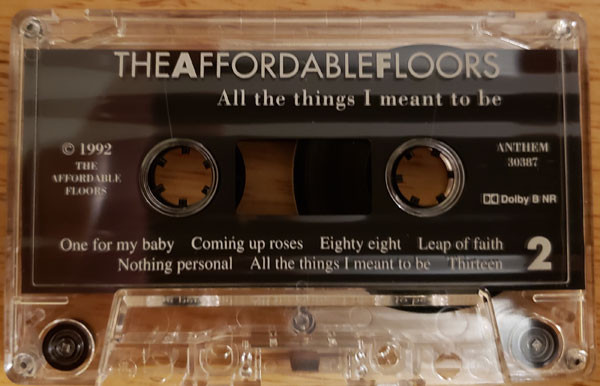 THEAFFORDABLEFLOORS
All the things I meant to be
© 1992
THE
AFFORDABLE
FLOORS
ANTHEM
30387
DOLBY B NR
One for my baby Coming up roses Eighty eight Leap of faith
Nothing personal All the things I meant to be Thirteen
2